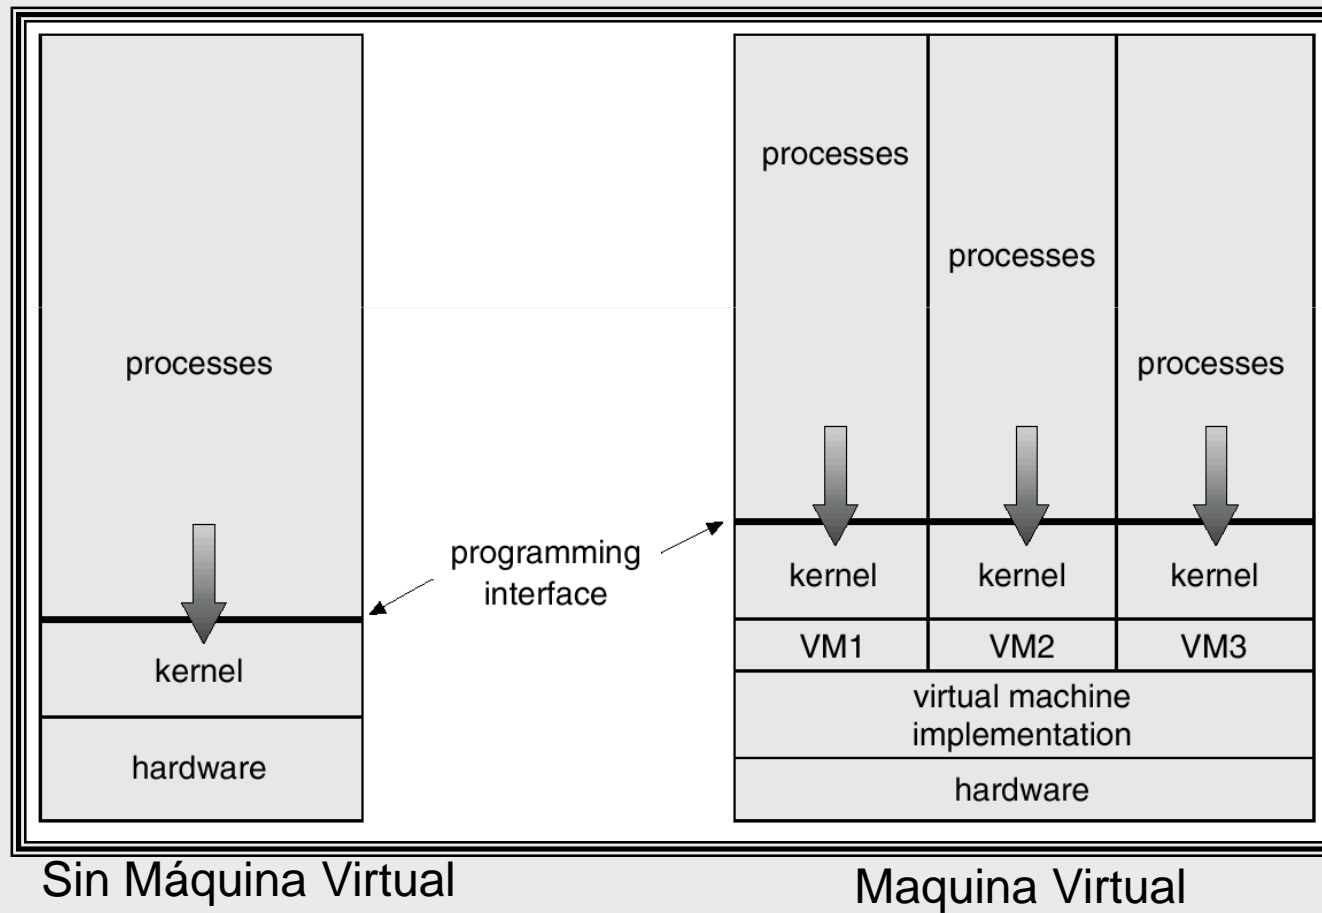 processes
kernel
hardware
programming
interface
processes
processes
processes
kernel
kernel
kernel
VM1
VM2
VM3
virtual machine
implementation
hardware
Sin Máquina Virtual
Maquina Virtual